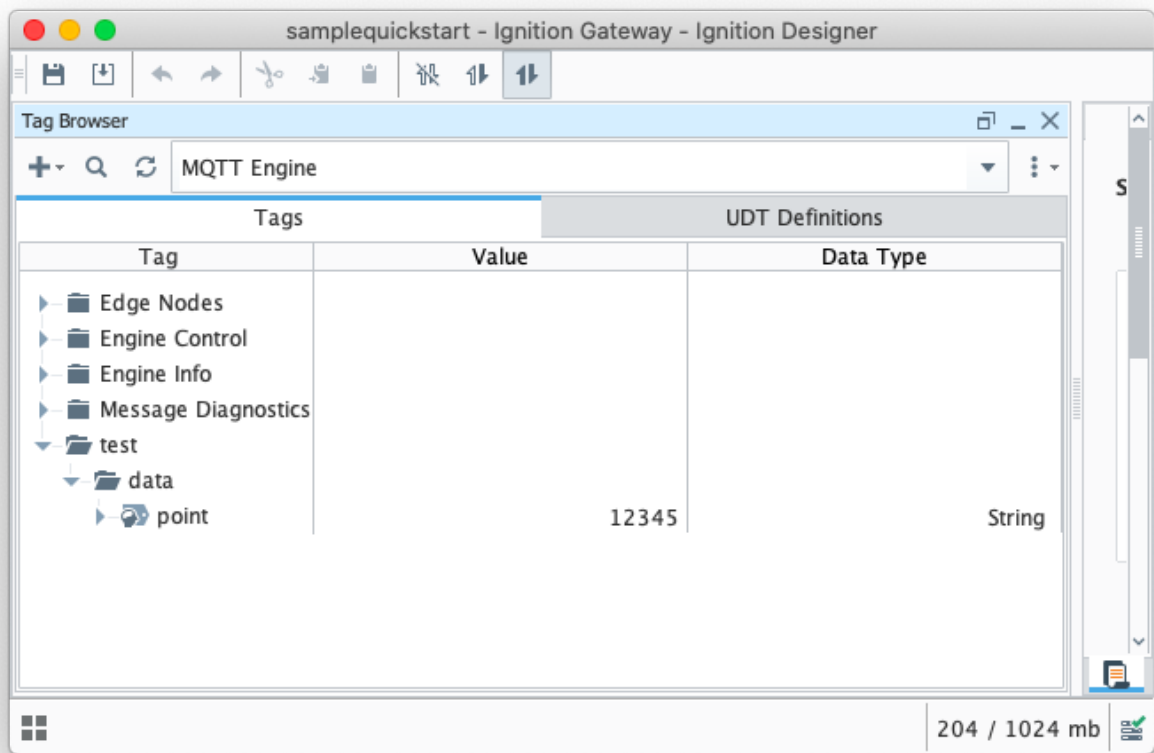 samplequickstart - Ignition Gateway - Ignition Designer
Tag Browser
MQTT Engine
Tags UDT Definitions
Tag Value Data Type
Edge Nodes
Engine Control
Engine Info
Message Diagnostics
test
data
point 12345 String
S
204 / 1024 mb